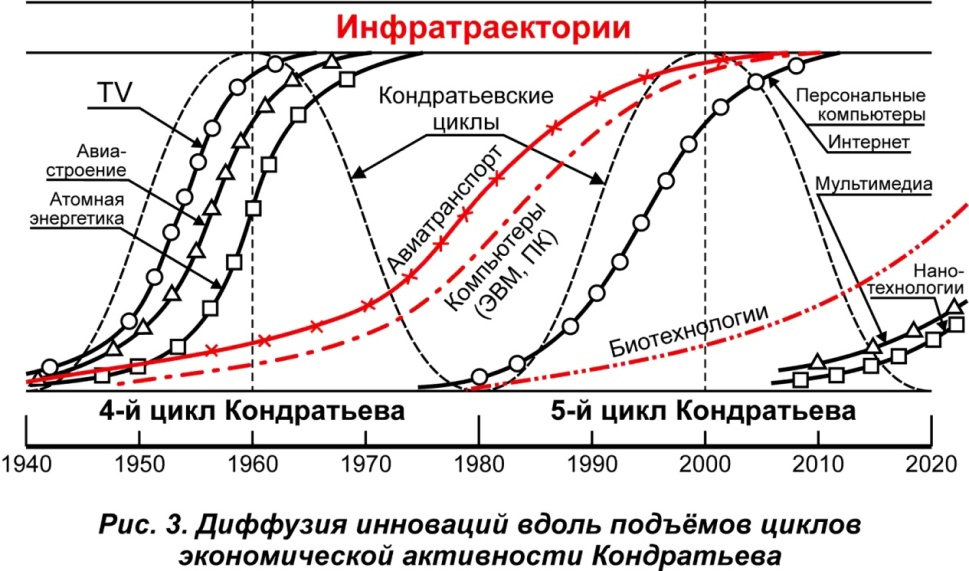 Инфратраектории
TV
Авиа-
строение
Атомная
энергетика
Кондратьевские
циклы
Авиатранспорт
Компьютеры
(ЭВМ, ПК)
Персональные
компьютеры
Интернет
Мультимедиа
Нано-
технологии
Биотехнологии
4-й цикл Кондратьева
5-й цикл Кондратьева
1940 1950 1960 1970 1980 1990 2000 2010 2020
Рис. 3. Диффузия инноваций вдоль подъёмов циклов
экономической активности Кондратьева